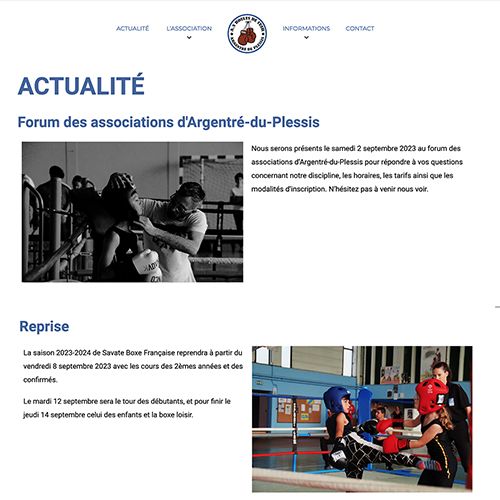 ACTUALITÉ
L'ASSOCIATION
INFORMATIONS
CONTACT
ACTUALITÉ
Forum des associations d'Argentré-du-Plessis
Nous serons présents le samedi 2 septembre 2023 au forum des
associations d'Argentré-du-Plessis pour répondre à vos questions
concernant notre discipline, les horaires, les tarifs ainsi que les
modalités d'inscription. N'hésitez pas à venir nous voir.
Reprise
La saison 2023-2024 de Savate Boxe Française reprendra à partir du
vendredi 8 septembre 2023 avec les cours des 2èmes années et des
confirmés.
Le mardi 12 septembre sera le tour des débutants, et pour finir le
jeudi 14 septembre celui des enfants et la boxe loisir.